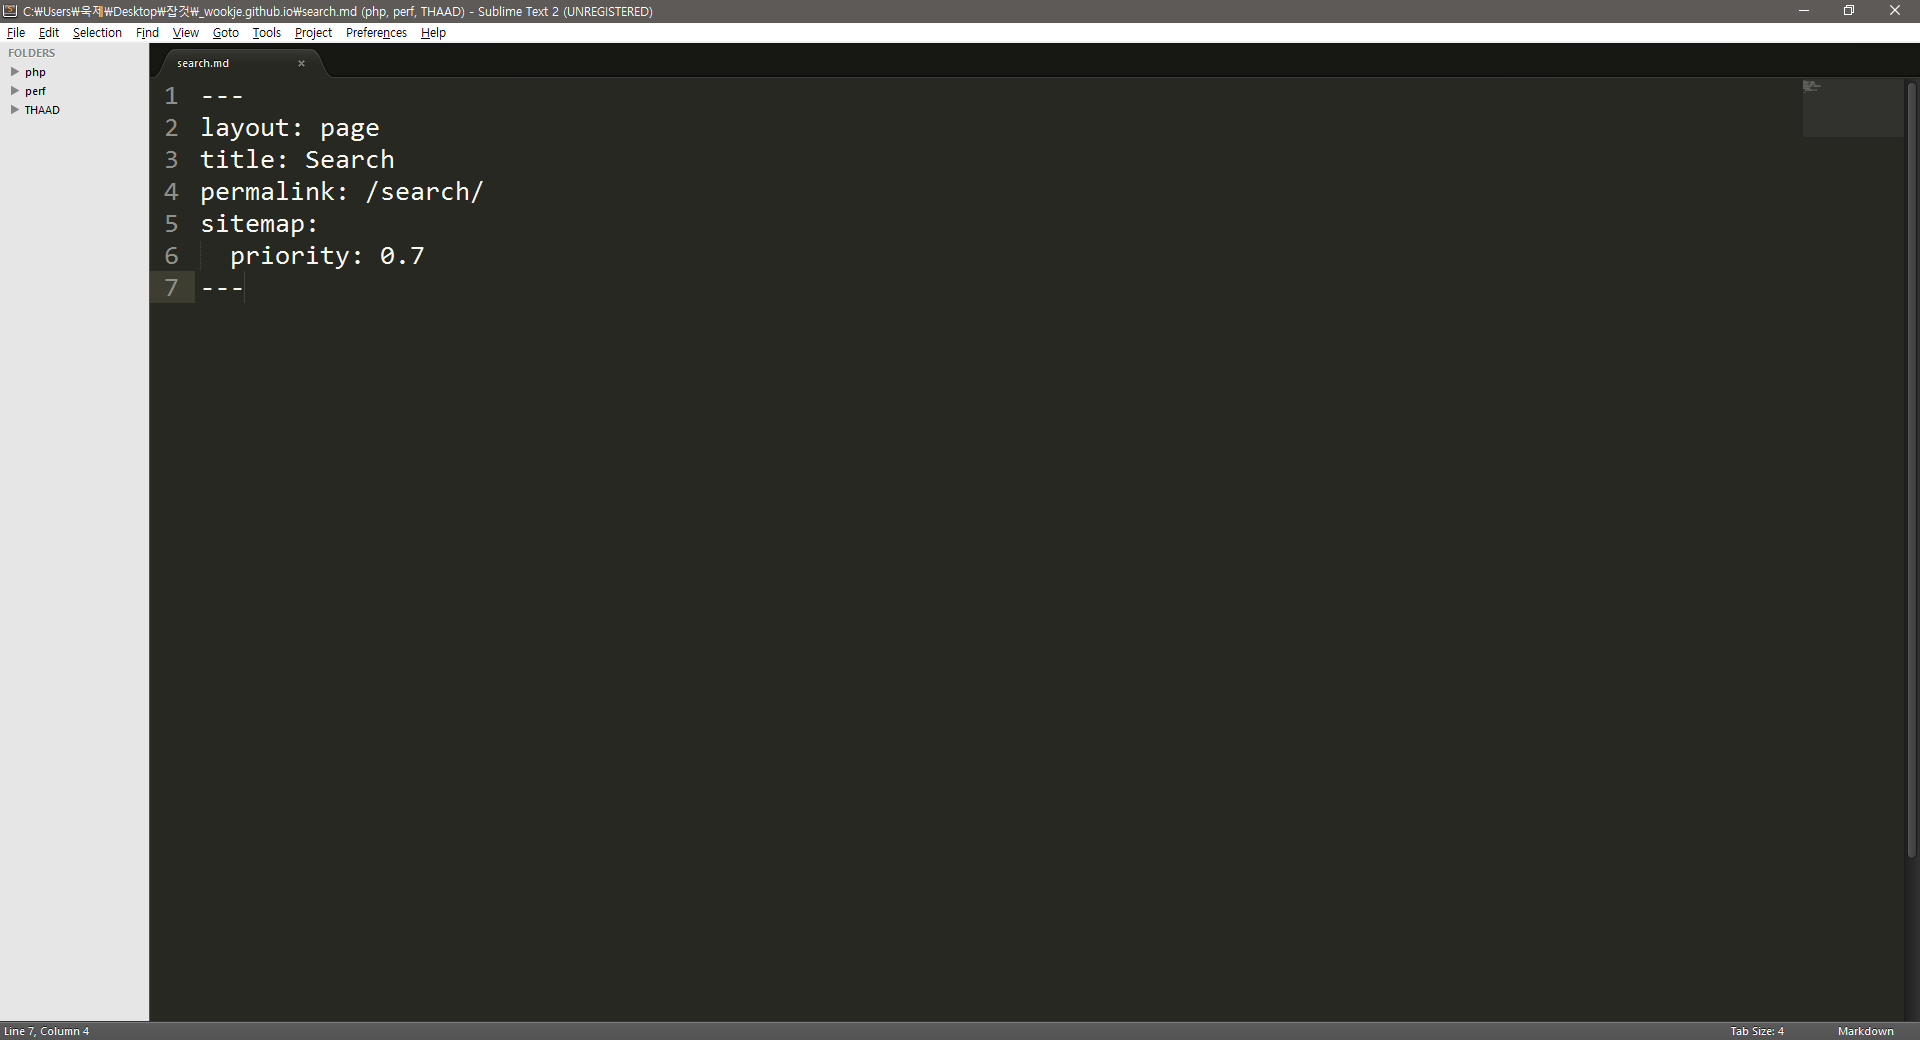 C:₩Users₩욱제₩Desktop₩잡것₩_wookje.github.io₩search.md (php, perf, THAAD) - Sublime Text 2 (UNREGISTERED)
File Edit Selection Find View Goto Tools Project Preferences Help
FOLDERS
php
perf
THAAD
search.md ×
1 ---
2 layout: page
3 title: Search
4 permalink: /search/
5 sitemap:
6   priority: 0.7
7 ---
Line 7, Column 4 Tab Size: 4 Markdown